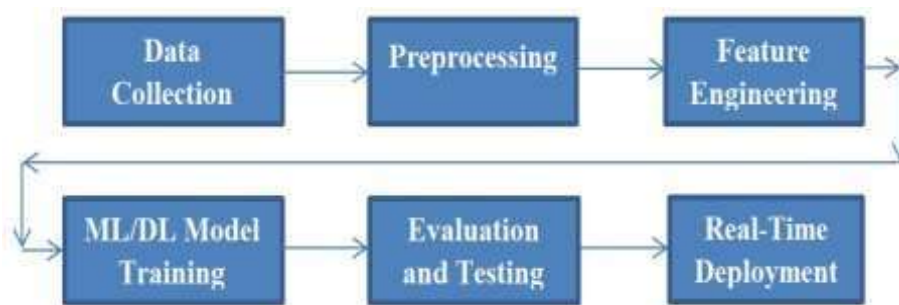 Data
Collection
Preprocessing
Feature
Engineering
ML/DL Model
Training
Evaluation
and Testing
Real-Time
Deployment